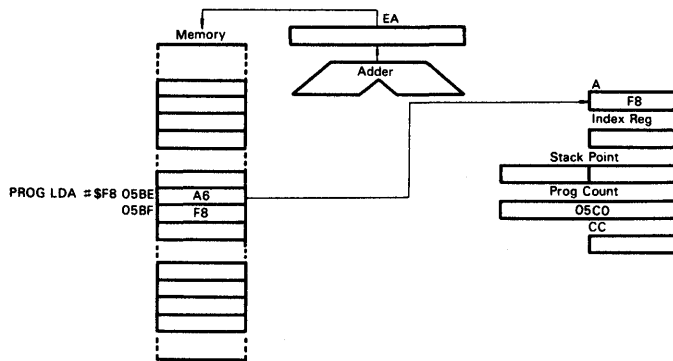 EA
Memory
Adder
A
F8
Index Reg
Stack Point
PROG LDA #$F8 05BE A6
Prog Count
05BF F8
05C0
CC